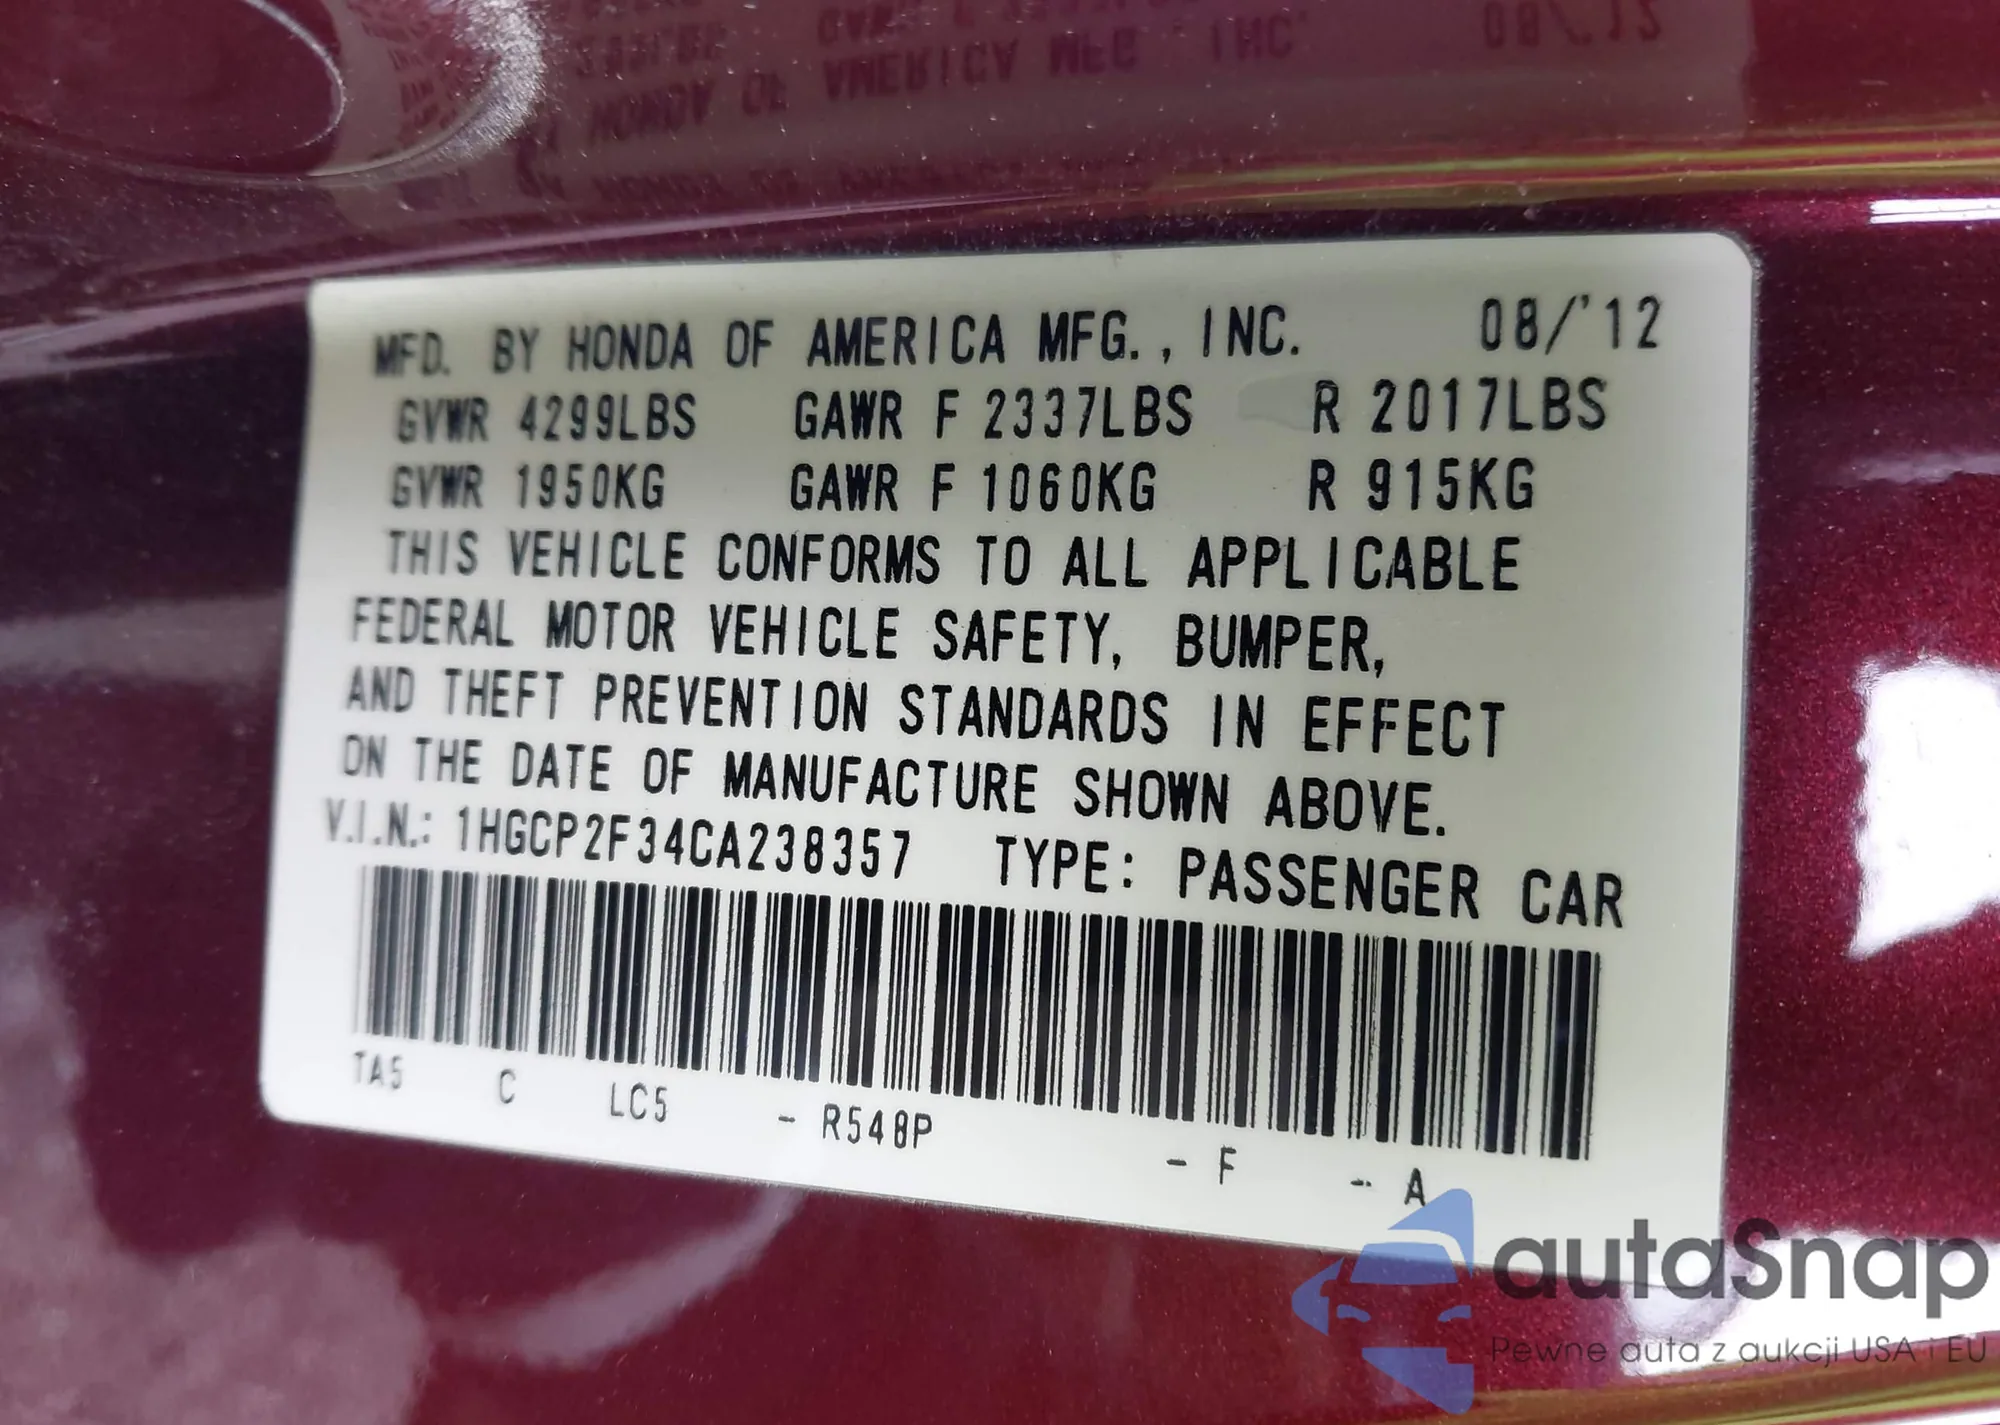 MFD. BY HONDA OF AMERICA MFG., INC. 08/'12
GVWR 4299LBS GAWR F 2337LBS R 2017LBS
GVWR 1950KG GAWR F 1060KG R 915KG
THIS VEHICLE CONFORMS TO ALL APPLICABLE
FEDERAL MOTOR VEHICLE SAFETY, BUMPER,
AND THEFT PREVENTION STANDARDS IN EFFECT
ON THE DATE OF MANUFACTURE SHOWN ABOVE.
V.I.N.: 1HGCP2F34CA238357 TYPE: PASSENGER CAR
TA5 C LC5 - R548P - F - A
autaSnap
Pewne auta z aukcji USA i EU